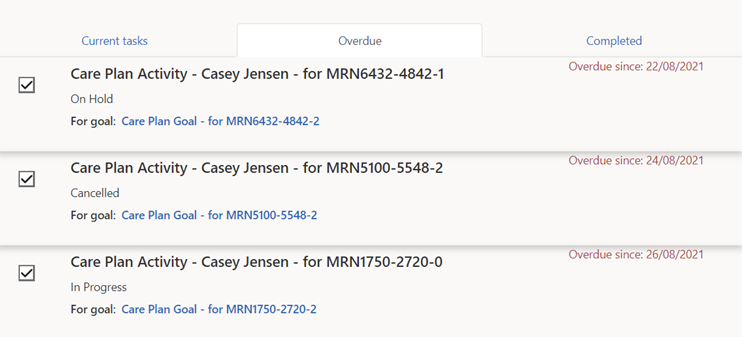 Current tasks
Overdue
Completed
Care Plan Activity - Casey Jensen - for MRN6432-4842-1
Overdue since: 22/08/2021
On Hold
For goal: Care Plan Goal - for MRN6432-4842-2
Care Plan Activity - Casey Jensen - for MRN5100-5548-2
Overdue since: 24/08/2021
Cancelled
For goal: Care Plan Goal - for MRN5100-5548-2
Care Plan Activity - Casey Jensen - for MRN1750-2720-0
Overdue since: 26/08/2021
In Progress
For goal: Care Plan Goal - for MRN1750-2720-2